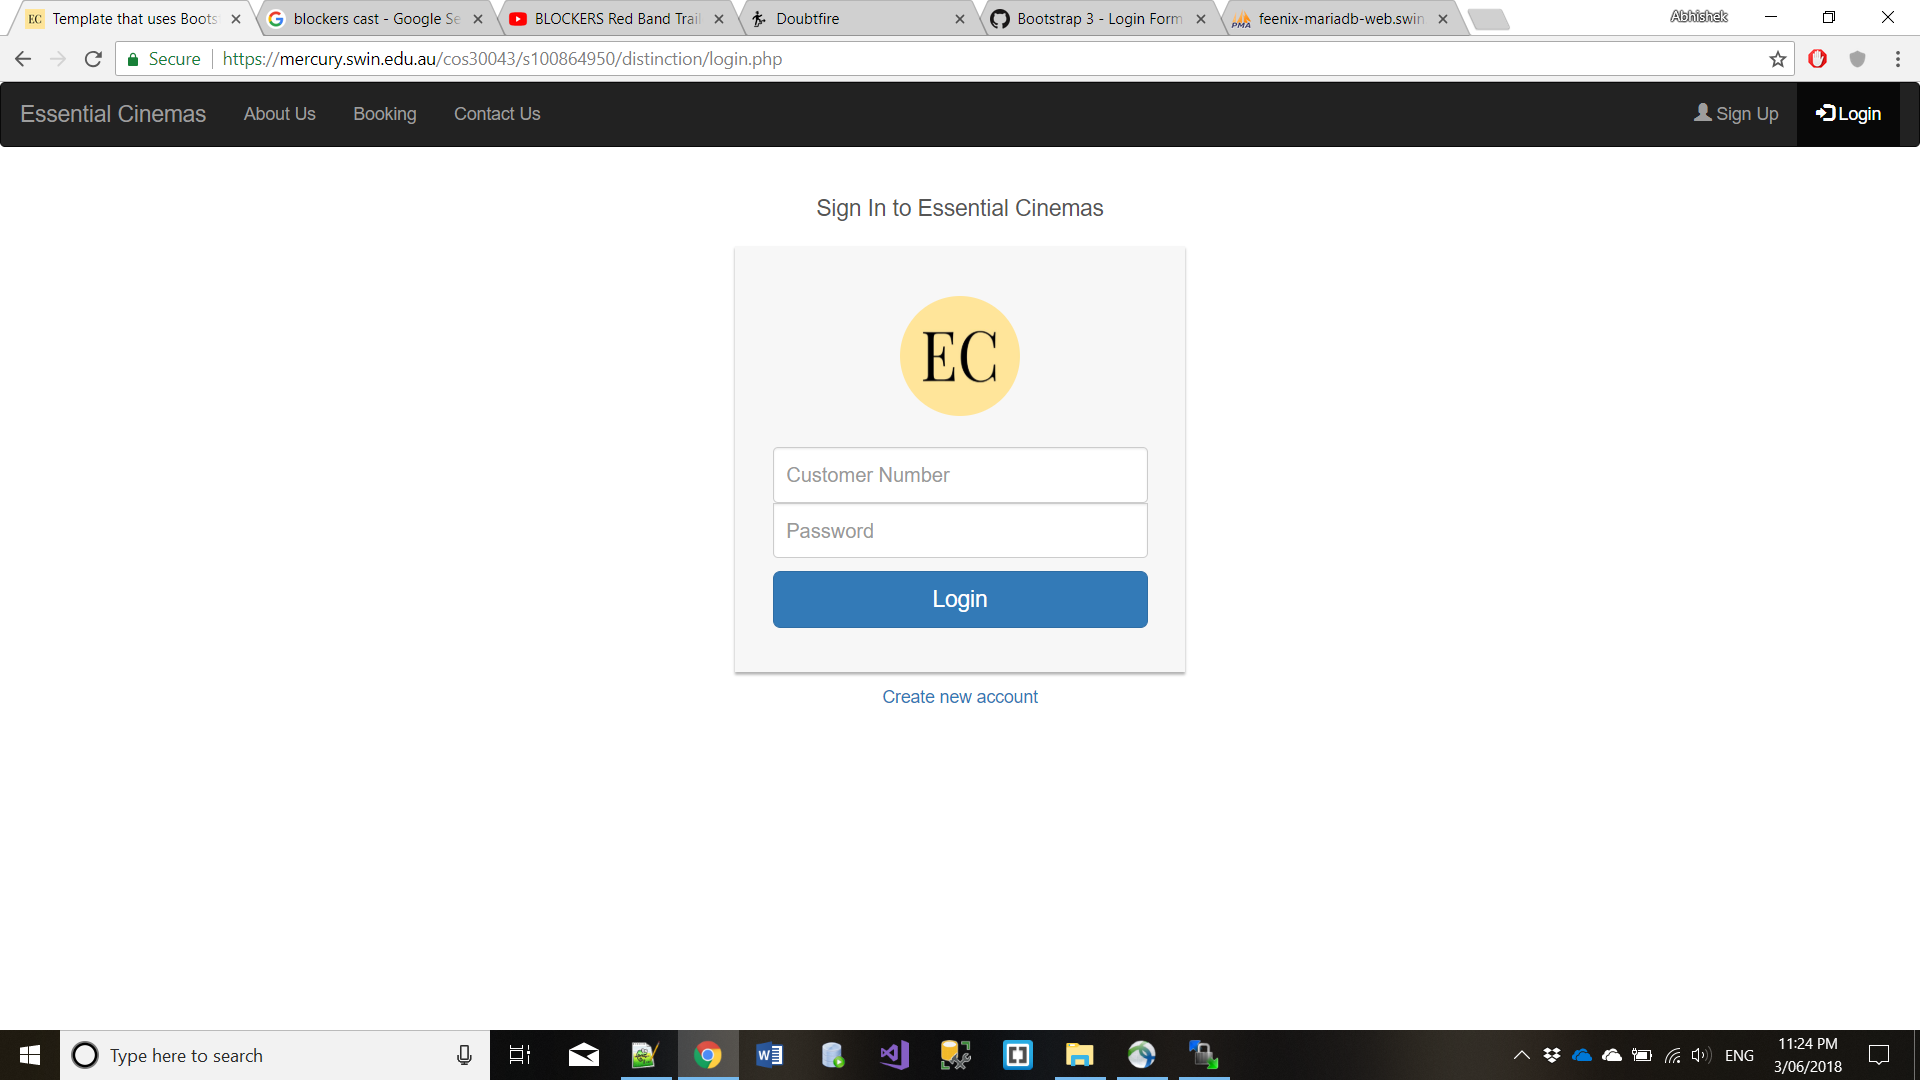 Template that uses Boots
blockers cast - Google Se
BLOCKERS Red Band Trail
Doubtfire
Bootstrap 3 - Login Form
feenix-mariadb-web.swin
Abhishek
Secure
https://mercury.swin.edu.au/cos30043/s100864950/distinction/login.php
Essential Cinemas
About Us
Booking
Contact Us
Sign Up
Login
Sign In to Essential Cinemas
EC
Customer Number
Password
Login
Create new account
Type here to search
ENG
11:24 PM
3/06/2018